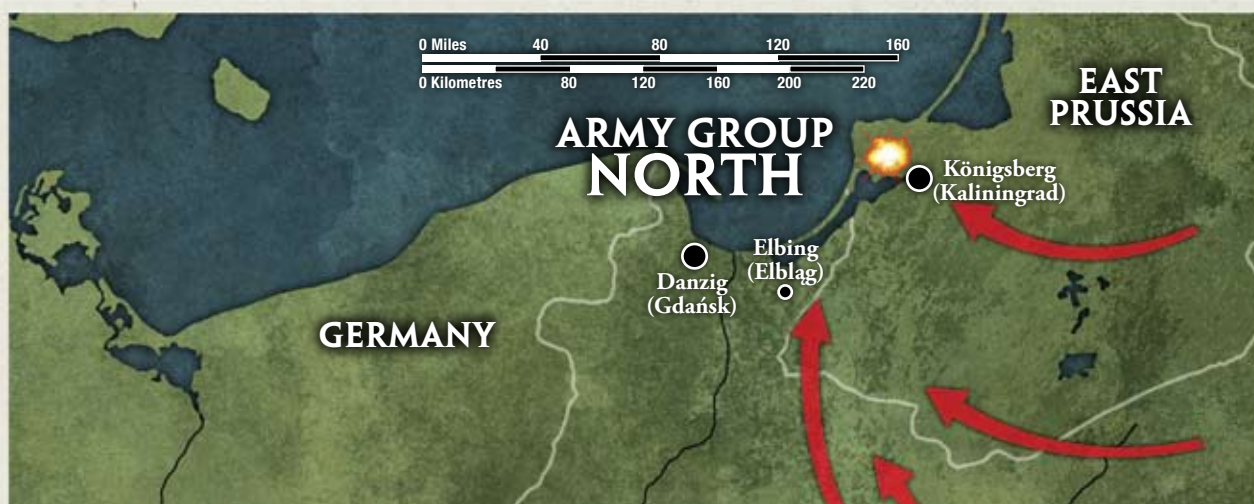 0 Miles 40 80 120 160
0 Kilometres 80 120 160 200 220
EAST
PRUSSIA
ARMY GROUP
NORTH
Königsberg
(Kaliningrad)
Elbing
(Elbląg)
Danzig
(Gdańsk)
GERMANY